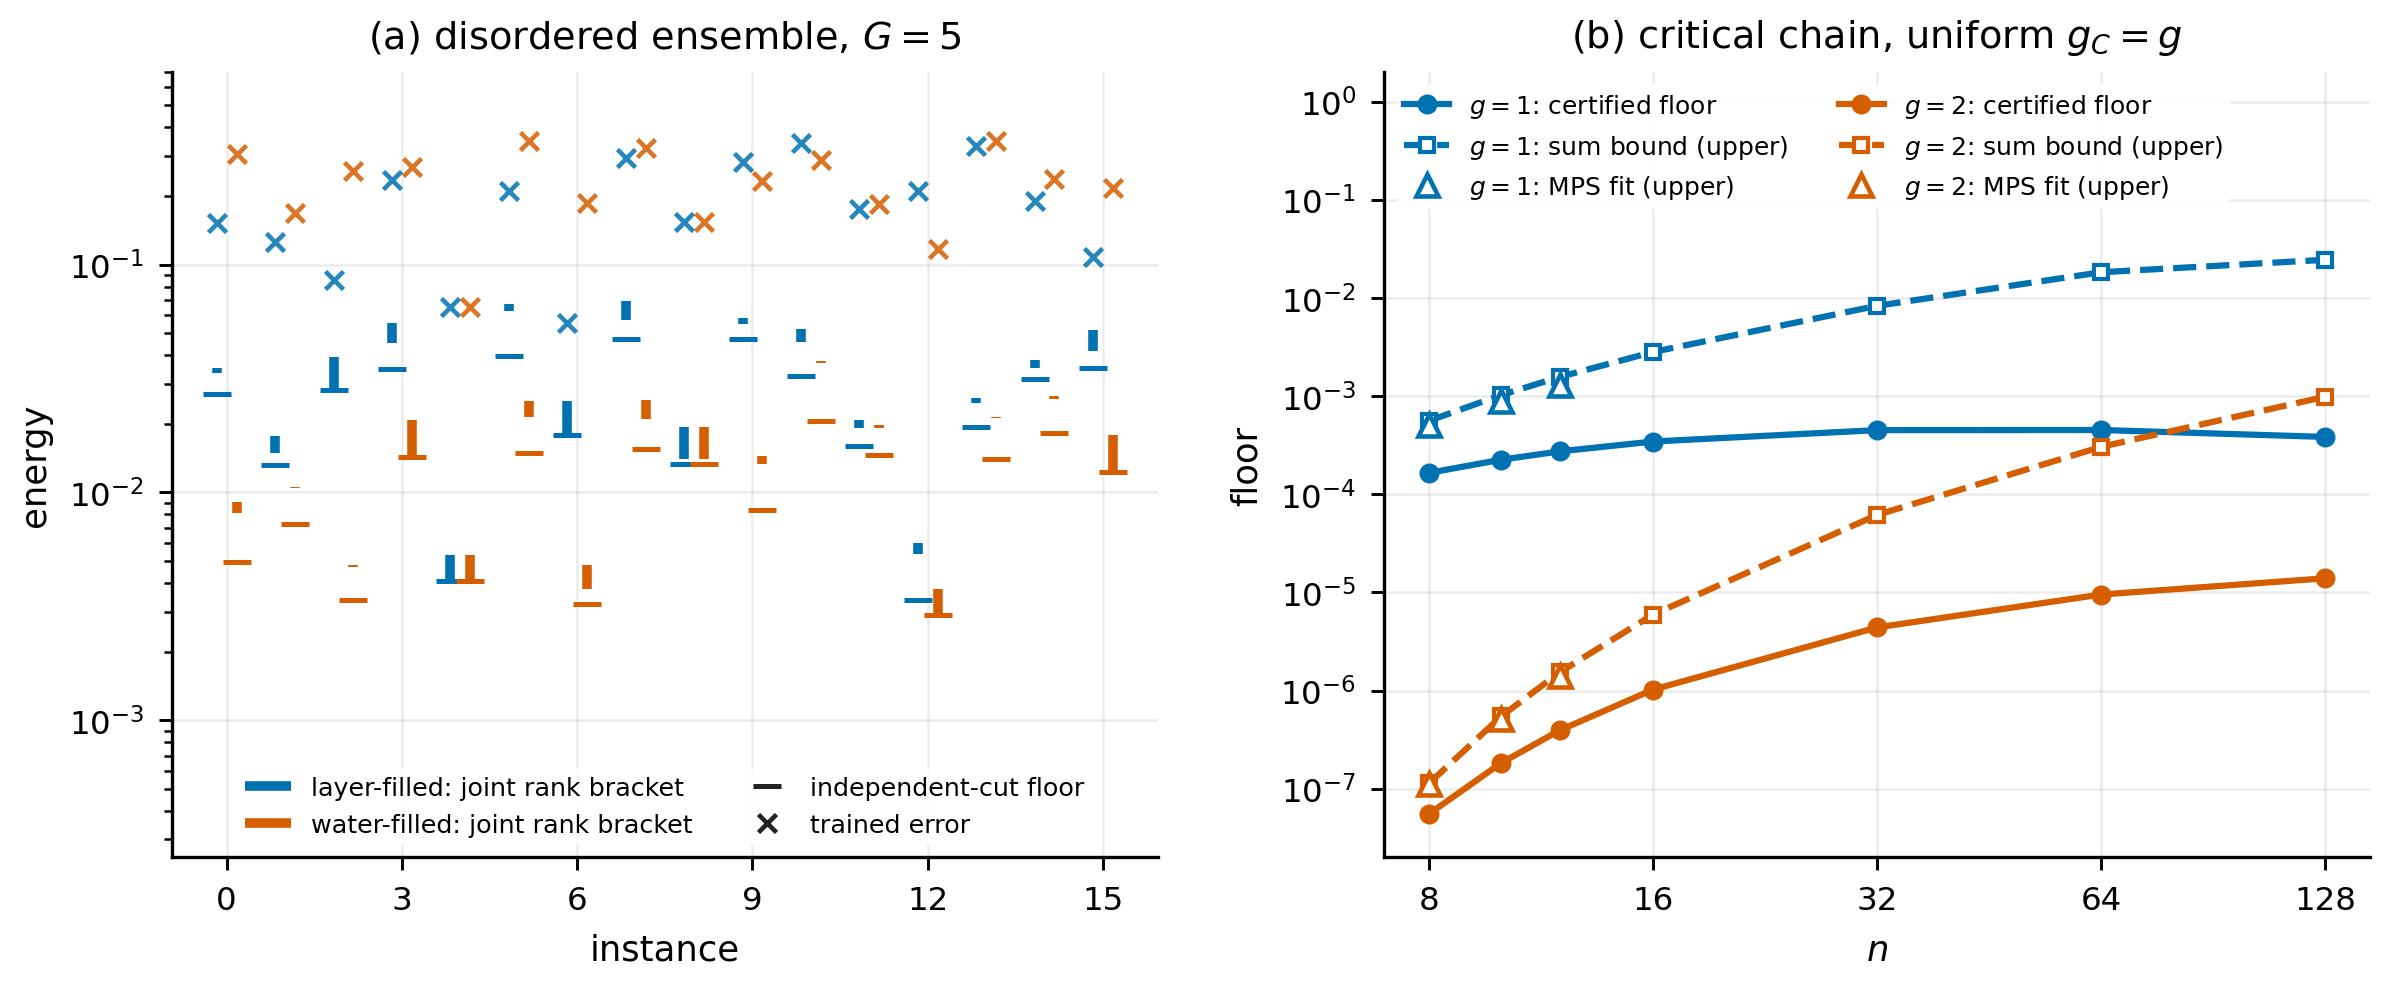 (a) disordered ensemble, G = 5
energy
10⁻¹
10⁻²
10⁻³
layer-filled: joint rank bracket
water-filled: joint rank bracket
independent-cut floor
trained error
0 3 6 9 12 15
instance
(b) critical chain, uniform g_C = g
floor
10⁰
10⁻¹
10⁻²
10⁻³
10⁻⁴
10⁻⁵
10⁻⁶
10⁻⁷
g = 1: certified floor
g = 1: sum bound (upper)
g = 1: MPS fit (upper)
g = 2: certified floor
g = 2: sum bound (upper)
g = 2: MPS fit (upper)
8 16 32 64 128
n